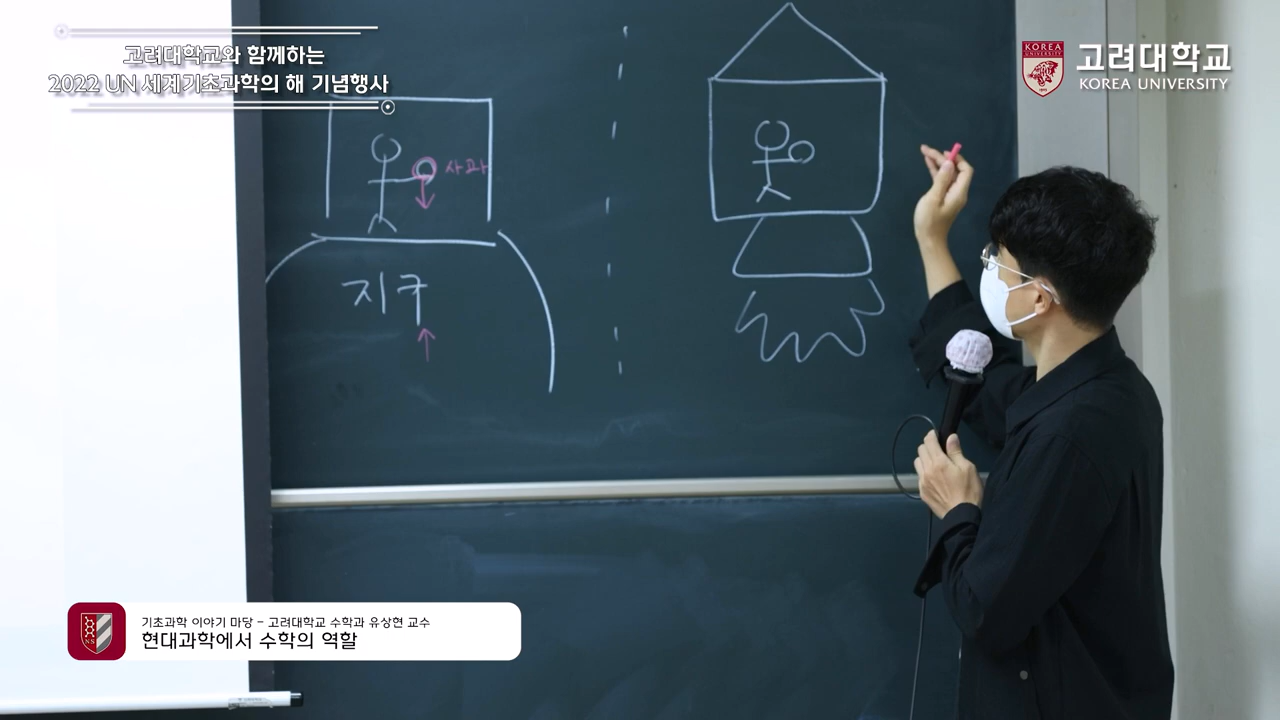 고려대학교와 함께하는
2022 UN 세계기초과학의 해 기념행사
KOREA
UNIVERSITY
고려대학교
KOREA UNIVERSITY
사과
지구
NS
기초과학 이야기 마당 - 고려대학교 수학과 유상현 교수
현대과학에서 수학의 역할